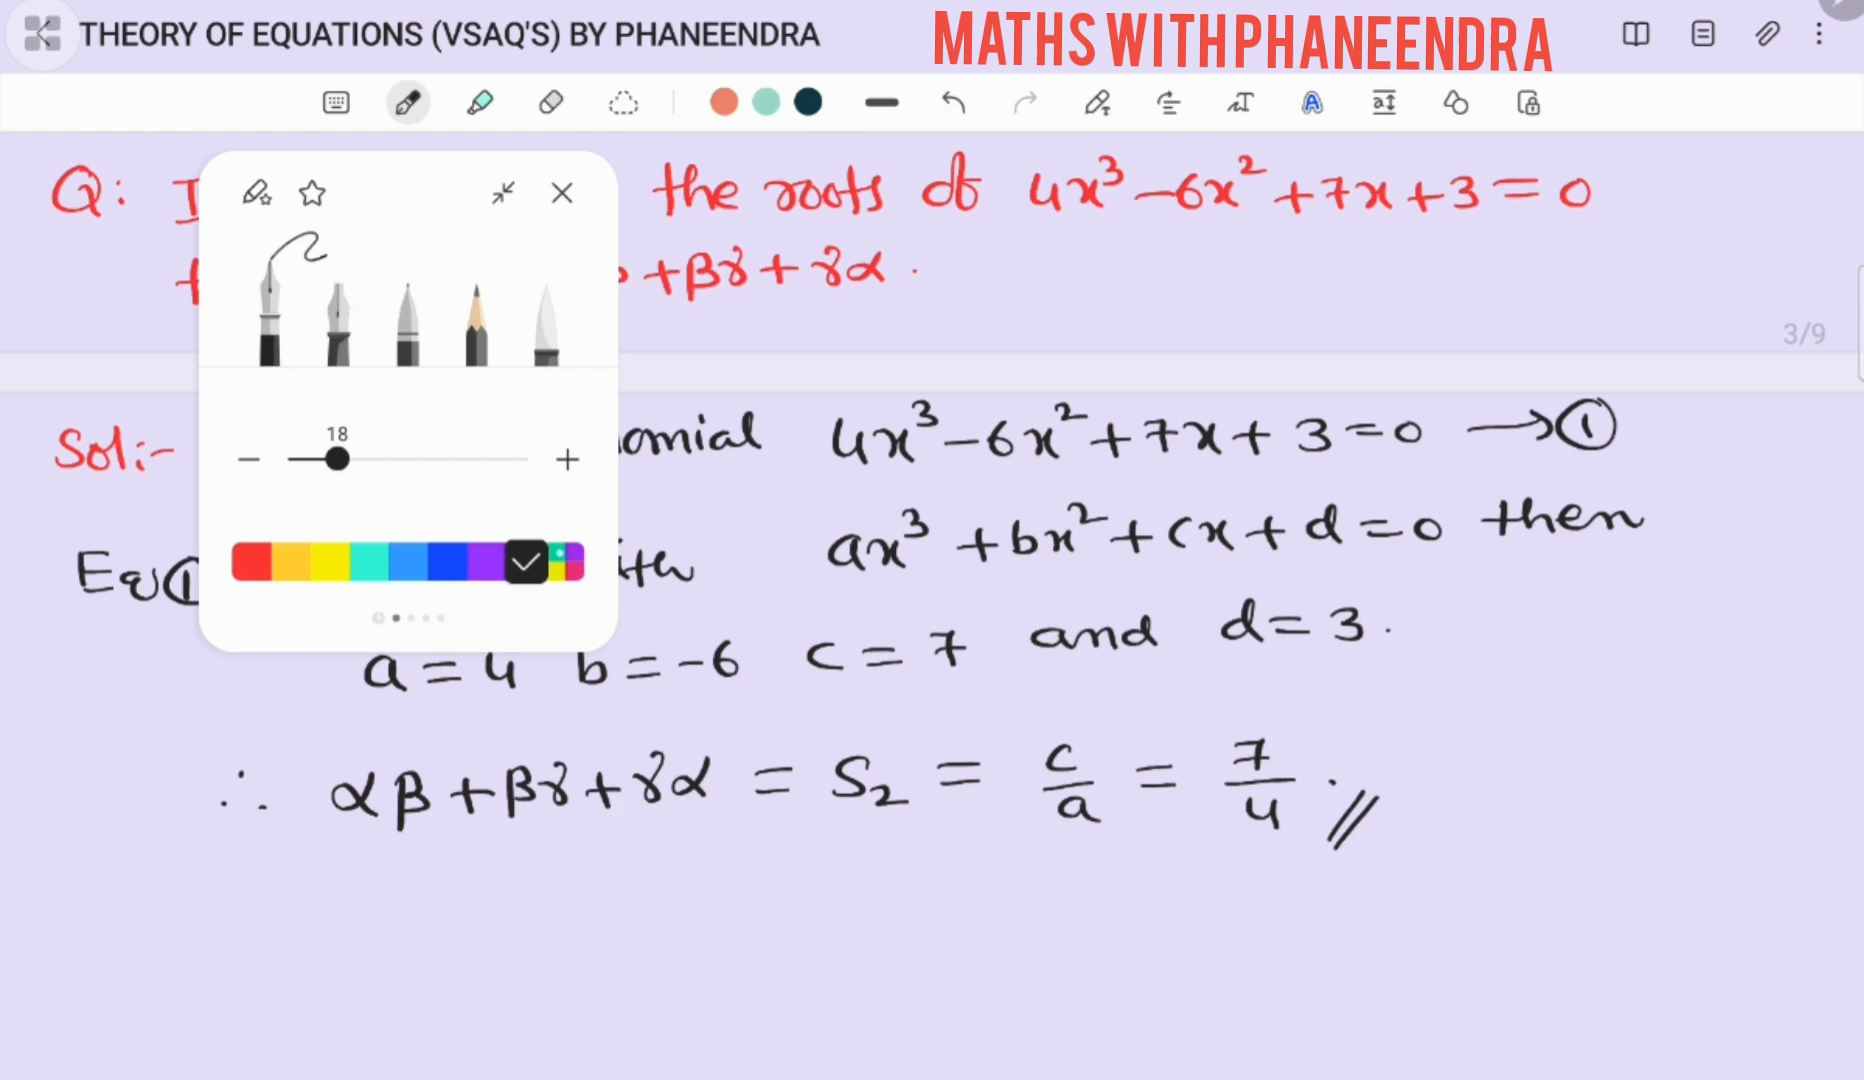 THEORY OF EQUATIONS (VSAQ'S) BY PHANEENDRA
MATHS WITH PHANEENDRA
Q: I the roots of 4x³ -6x² +7x +3 = 0
+βγ + γα .
3/9
18
Sol:- omial 4x³ -6x² +7x + 3 = 0 → ①
Eq① ith ax³ + bx² + cx + d = 0 then
a = 4 b = -6 c = 7 and d = 3 .
∴ αβ + βγ + γα = S₂ = c/a = 7/4 . //